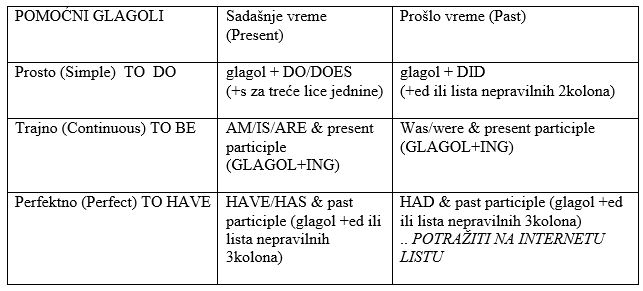 POMOĆNI GLAGOLI
Sadašnje vreme
(Present)
Prošlo vreme (Past)
Prosto (Simple)  TO  DO
glagol + DO/DOES
(+s za treće lice jednine)
glagol + DID
(+ed ili lista nepravilnih 2kolona)
Trajno (Continuous) TO BE
AM/IS/ARE & present
participle
(GLAGOL+ING)
Was/were & present participle
(GLAGOL+ING)
Perfektno (Perfect) TO HAVE
HAVE/HAS & past
participle (glagol +ed ili
lista nepravilnih
3kolona)
HAD & past participle (glagol +ed
ili lista nepravilnih 3kolona)
.. POTRAŽITI NA INTERNETU
LISTU